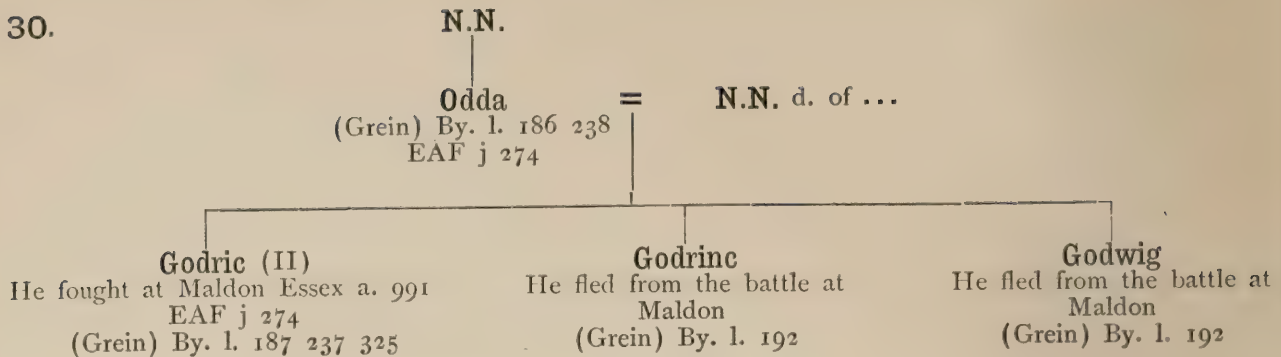 30.
N.N.
Odda = N.N. d. of ...
(Grein) By. l. 186 238
EAF j 274
Godric (II)
He fought at Maldon Essex a. 991
EAF j 274
(Grein) By. l. 187 237 325
Godrinc
He fled from the battle at
Maldon
(Grein) By. l. 192
Godwig
He fled from the battle at
Maldon
(Grein) By. l. 192